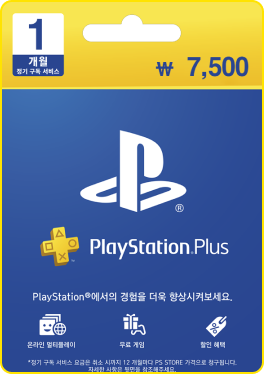 1
개월
정기 구독 서비스
₩ 7,500
PlayStation®Plus
PlayStation®에서의 경험을 더욱 향상시켜보세요.
온라인 멀티플레이 무료 게임 할인 혜택
*정기 구독 서비스 요금은 취소 시까지 12 개월마다 PS STORE 가격으로 청구됩니다.
자세한 사항은 뒷면을 참조해주세요.